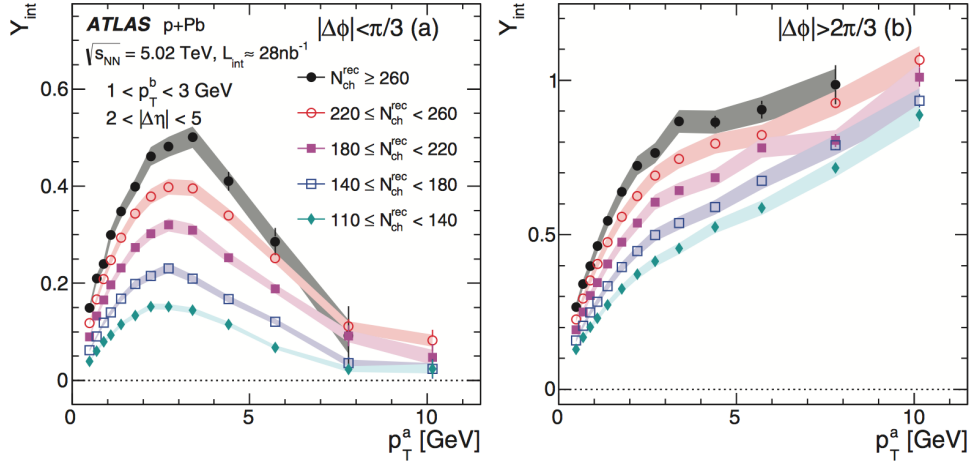 Y_int
ATLAS p+Pb
|Δϕ|<π/3 (a)
√s_NN = 5.02 TeV, L_int ≈ 28nb⁻¹
1 < p_T^b < 3 GeV
2 < |Δη| < 5
N_ch^rec ≥ 260
220 ≤ N_ch^rec < 260
180 ≤ N_ch^rec < 220
140 ≤ N_ch^rec < 180
110 ≤ N_ch^rec < 140
0.6
0.4
0.2
0
0 5 10
p_T^a [GeV]
Y_int
|Δϕ|>2π/3 (b)
1
0.5
0
0 5 10
p_T^a [GeV]